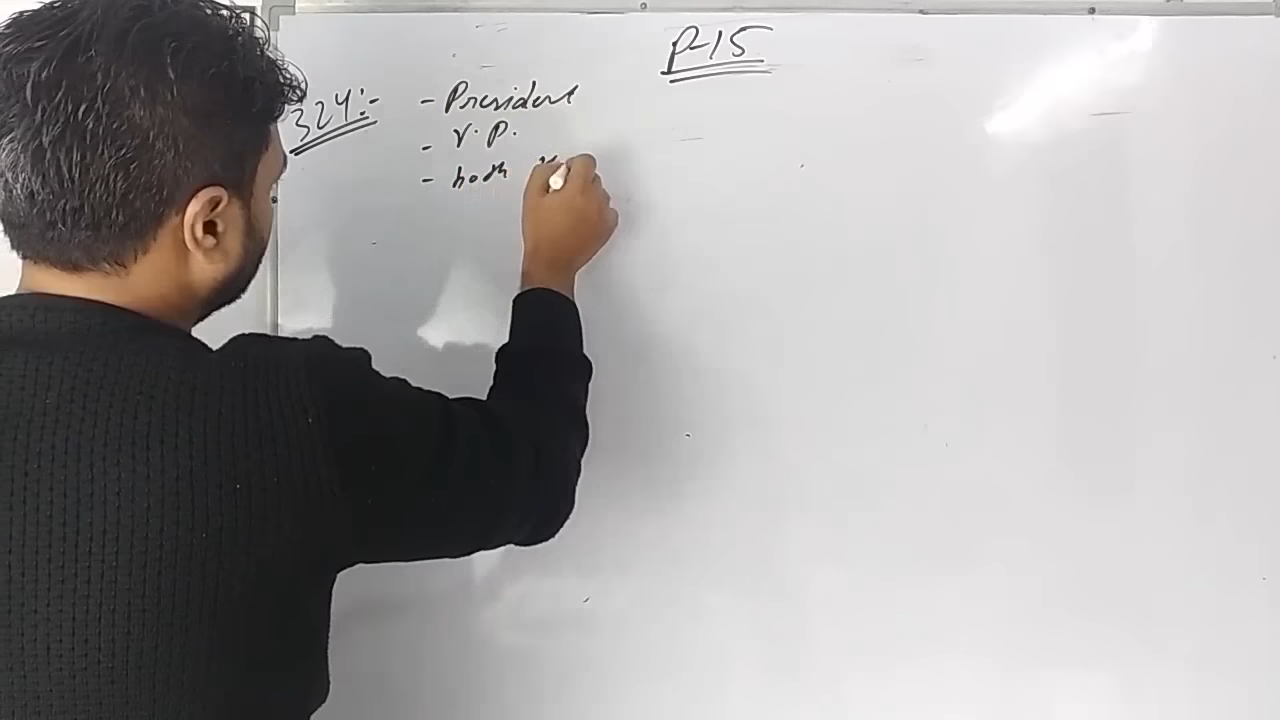 P-15
324:- - President
- V.P.
- both